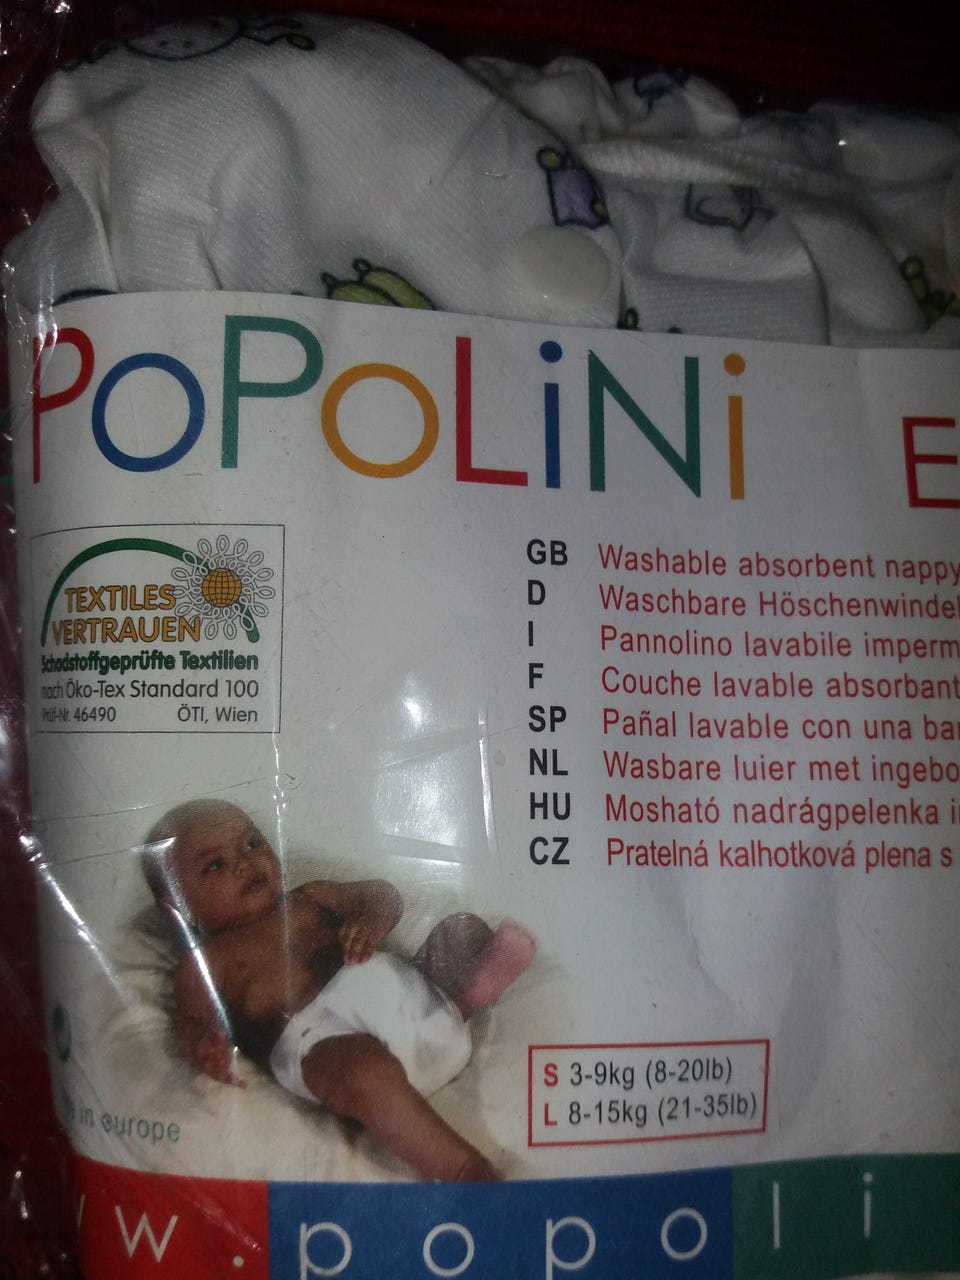 POPOLiNi E
TEXTILES
VERTRAUEN
Schadstoffgeprüfte Textilien
nach Öko-Tex Standard 100
Prüf-Nr. 46490 ÖTI, Wien
GB Washable absorbent nappy
D Waschbare Höschenwindel
I Pannolino lavabile imperm
F Couche lavable absorbant
SP Pañal lavable con una ba
NL Wasbare luier met ingebo
HU Mosható nadrágpelenka i
CZ Pratelná kalhotková plena s
S 3-9kg (8-20lb)
L 8-15kg (21-35lb)
in europe
w.popoli